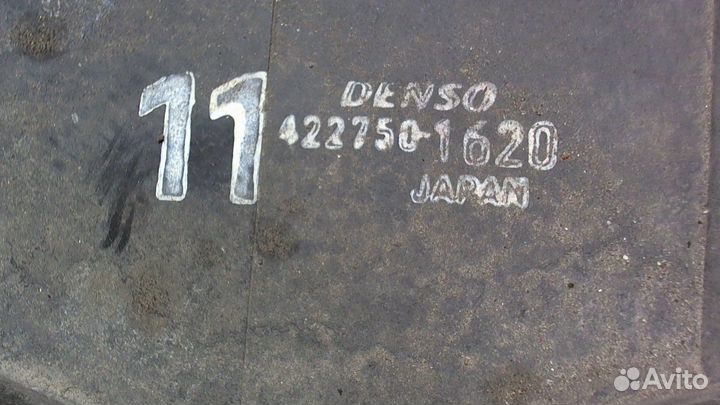 11
DENSO
422750-1620
JAPAN
Avito